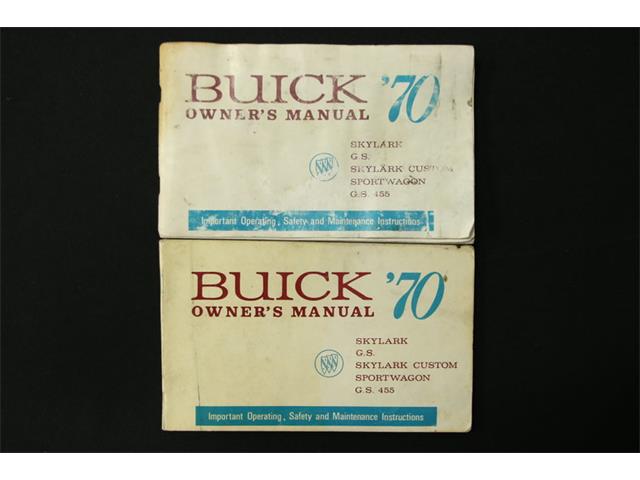 BUICK '70
OWNER'S MANUAL
SKYLARK
G.S.
SKYLARK CUSTOM
SPORTWAGON
G.S. 455
Important Operating, Safety and Maintenance Instructions
BUICK '70
OWNER'S MANUAL
SKYLARK
G.S.
SKYLARK CUSTOM
SPORTWAGON
G.S. 455
Important Operating, Safety and Maintenance Instructions